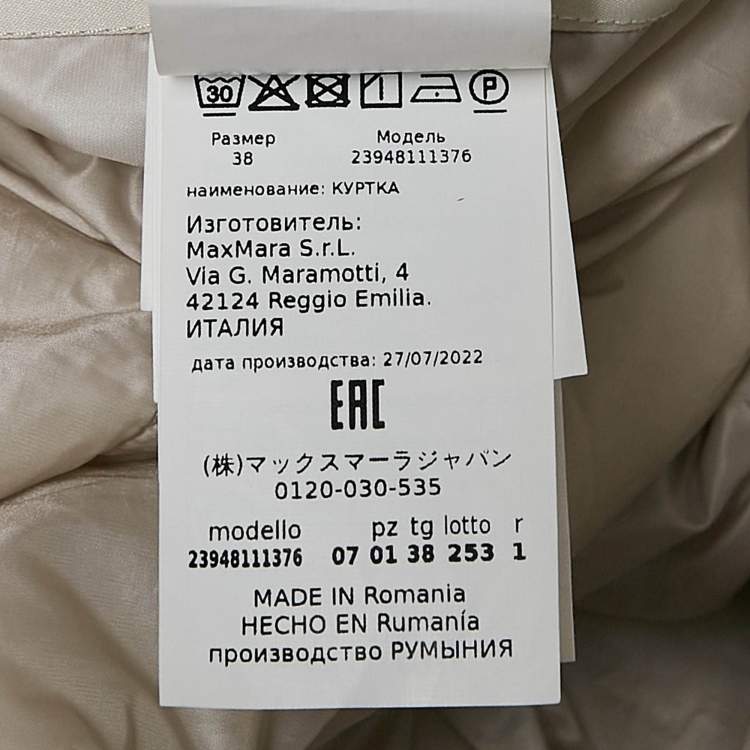 30 P
Размер Модель
38 23948111376
наименование: КУРТКА
Изготовитель:
MaxMara S.r.L.
Via G. Maramotti, 4
42124 Reggio Emilia.
ИТАЛИЯ
дата производства: 27/07/2022
EAC
(株)マックスマーラジャパン
0120-030-535
modello pz tg lotto r
23948111376 07 01 38 253 1
MADE IN Romania
HECHO EN Rumanía
производство РУМЫНИЯ